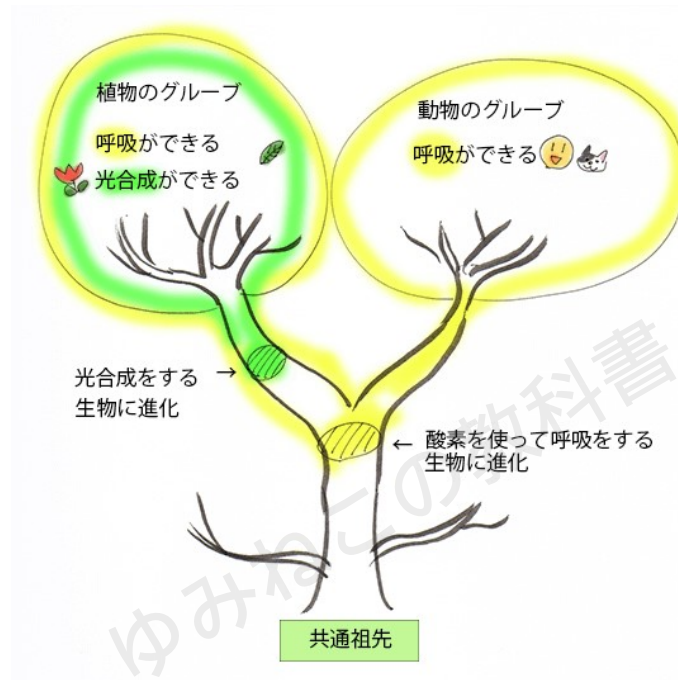 植物のグループ
呼吸ができる
光合成ができる
動物のグループ
呼吸ができる
光合成をする →
生物に進化
← 酸素を使って呼吸をする
生物に進化
共通祖先
ゆみねこの教科書